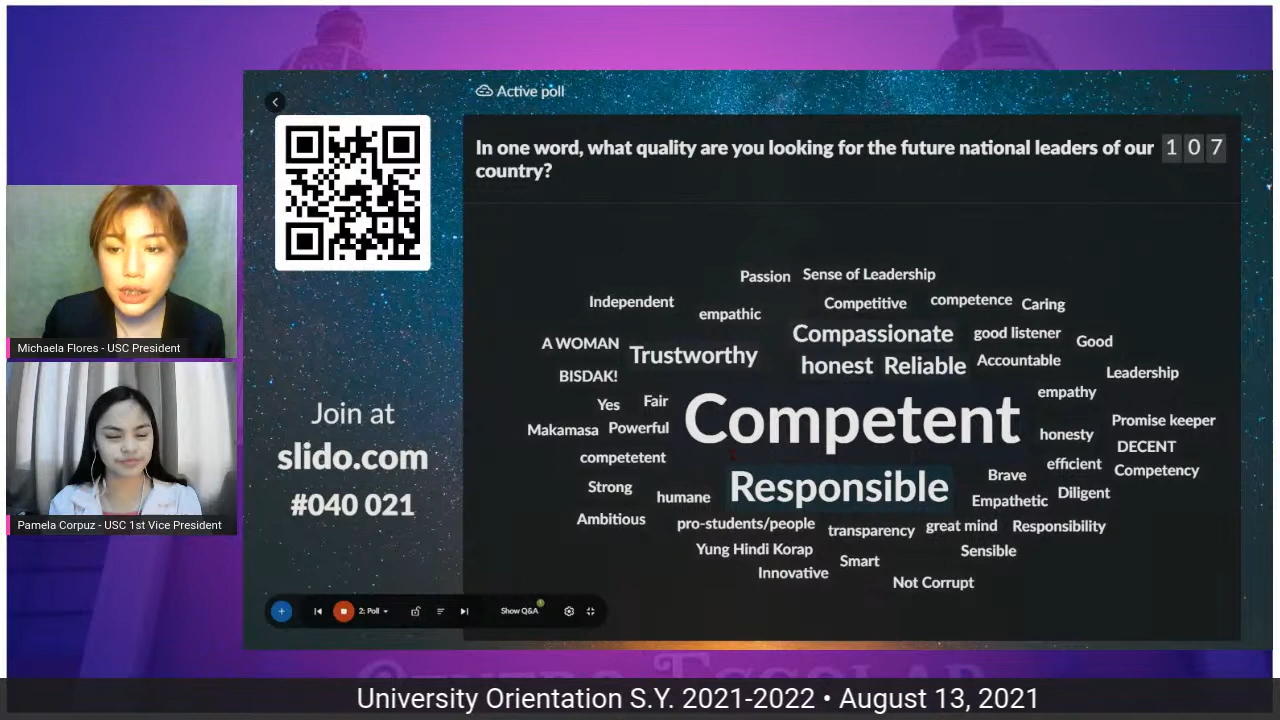 Active poll
In one word, what quality are you looking for the future national leaders of our
country?
107
Passion Sense of Leadership
Independent Competitive competence Caring
empathic
A WOMAN Compassionate good listener Good
Trustworthy honest Reliable Accountable
BISDAK! Leadership
Yes Fair Competent empathy
Makamasa Powerful Promise keeper
honesty DECENT
competetent efficient Competency
Strong humane Responsible Brave
Empathetic Diligent
Ambitious pro-students/people transparency great mind Responsibility
Yung Hindi Korap Sensible
Innovative Smart
Not Corrupt
Join at
slido.com
#040 021
2: Poll
Show Q&A
Michaela Flores - USC President
Pamela Corpuz - USC 1st Vice President
University Orientation S.Y. 2021-2022 • August 13, 2021